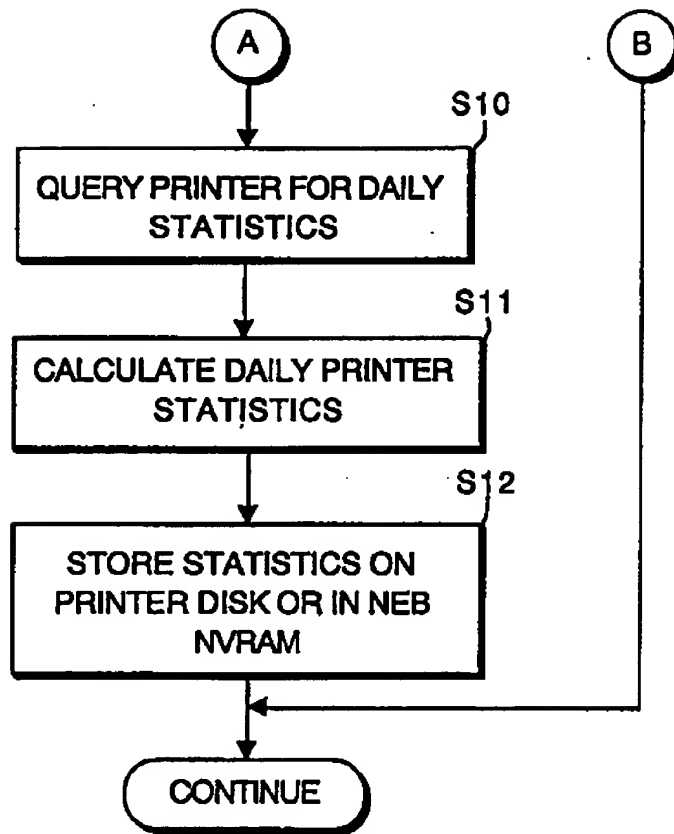 A
B
S10
QUERY PRINTER FOR DAILY
STATISTICS
S11
CALCULATE DAILY PRINTER
STATISTICS
S12
STORE STATISTICS ON
PRINTER DISK OR IN NEB
NVRAM
CONTINUE